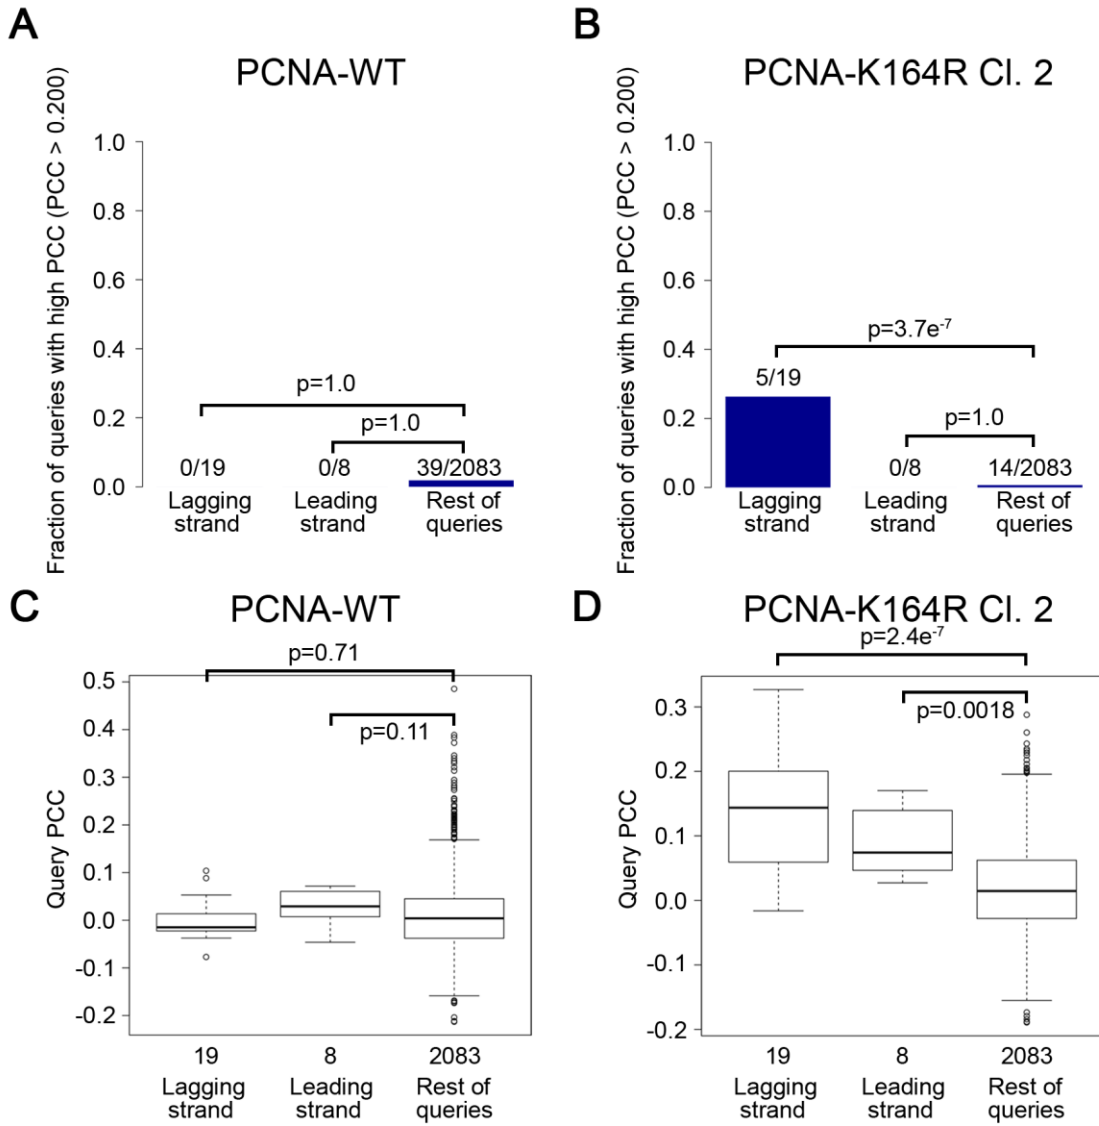 A
PCNA-WT
Fraction of queries with high PCC (PCC > 0.200)
1.0
0.8
0.6
0.4
0.2
0.0
p=1.0
p=1.0
0/19
0/8
39/2083
Lagging
strand
Leading
strand
Rest of
queries
B
PCNA-K164R Cl. 2
Fraction of queries with high PCC (PCC > 0.200)
1.0
0.8
0.6
0.4
0.2
0.0
p=3.7e⁻⁷
5/19
p=1.0
0/8
14/2083
Lagging
strand
Leading
strand
Rest of
queries
C
PCNA-WT
p=0.71
p=0.11
Query PCC
0.5
0.4
0.3
0.2
0.1
0.0
-0.1
-0.2
19
8
2083
Lagging
strand
Leading
strand
Rest of
queries
D
PCNA-K164R Cl. 2
p=2.4e⁻⁷
p=0.0018
Query PCC
0.3
0.2
0.1
0.0
-0.1
-0.2
19
8
2083
Lagging
strand
Leading
strand
Rest of
queries